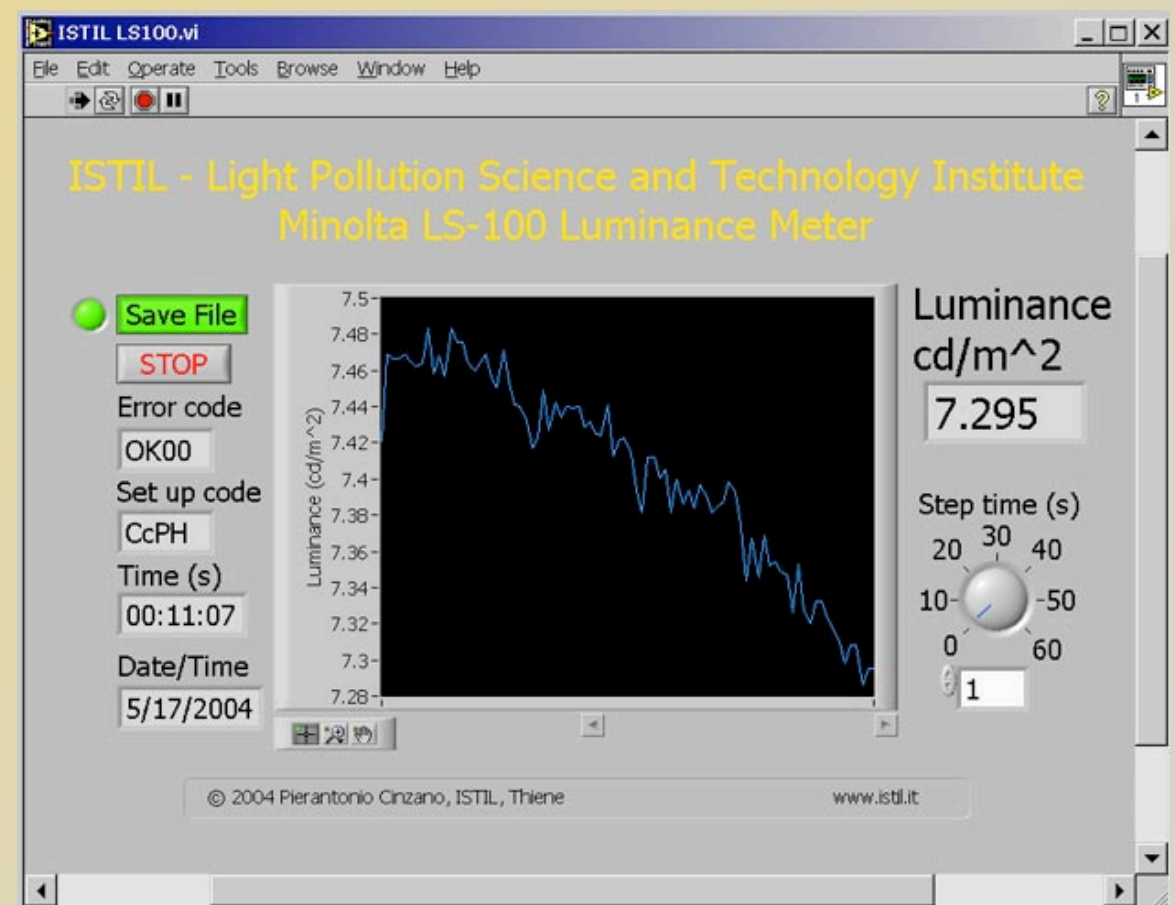 ISTIL LS100.vi
File Edit Operate Tools Browse Window Help
1
ISTIL - Light Pollution Science and Technology Institute
Minolta LS-100 Luminance Meter
Save File
STOP
Error code
OK00
Set up code
CcPH
Time (s)
00:11:07
Date/Time
5/17/2004
Luminance (cd/m^2)
7.5
7.48
7.46
7.44
7.42
7.4
7.38
7.36
7.34
7.32
7.3
7.28
Luminance
cd/m^2
7.295
Step time (s)
0 10 20 30 40 50 60
1
© 2004 Pierantonio Cinzano, ISTIL, Thiene www.istil.it